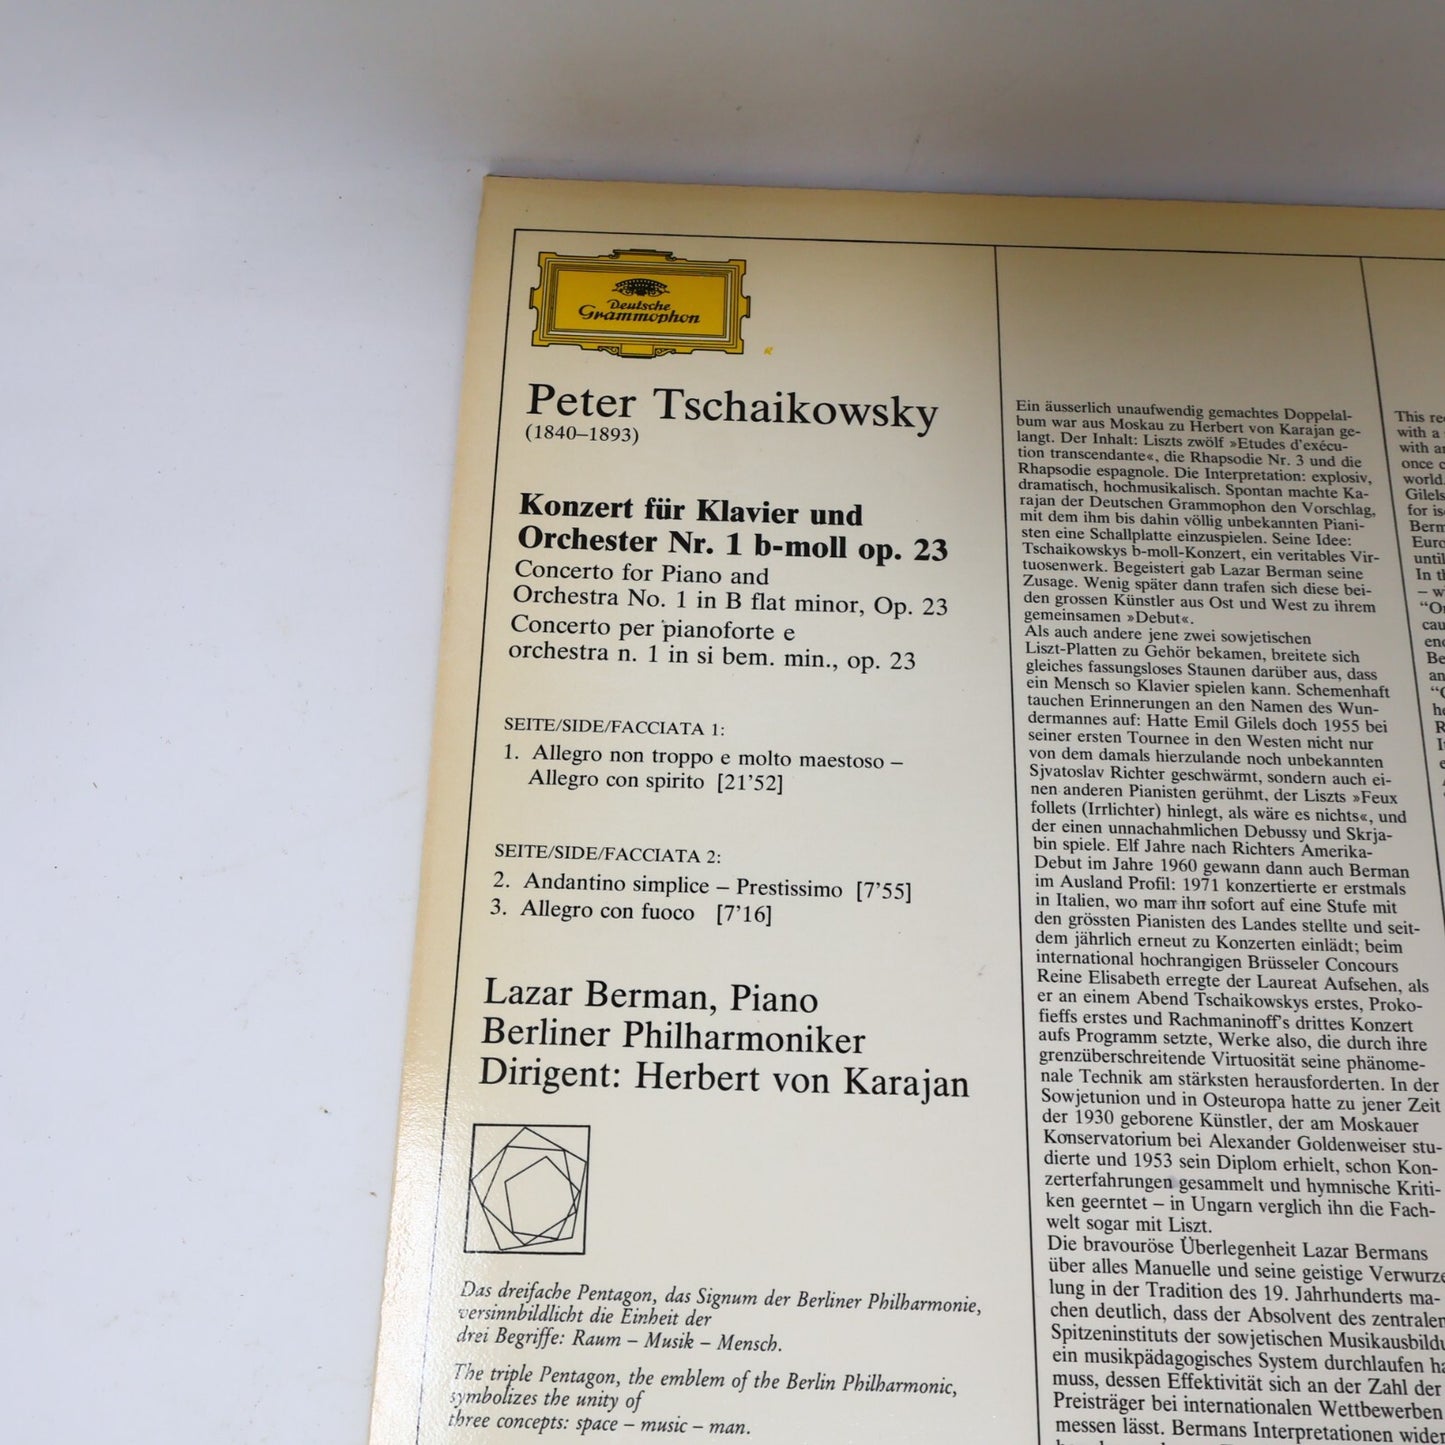 Deutsche
Grammophon
Peter Tschaikowsky
(1840–1893)
Konzert für Klavier und
Orchester Nr. 1 b-moll op. 23
Concerto for Piano and
Orchestra No. 1 in B flat minor, Op. 23
Concerto per pianoforte e
orchestra n. 1 in si bem. min., op. 23
SEITE/SIDE/FACCIATA 1:
1. Allegro non troppo e molto maestoso –
Allegro con spirito [21’52]
SEITE/SIDE/FACCIATA 2:
2. Andantino simplice – Prestissimo [7’55]
3. Allegro con fuoco [7’16]
Lazar Berman, Piano
Berliner Philharmoniker
Dirigent: Herbert von Karajan
Das dreifache Pentagon, das Signum der Berliner Philharmonie,
versinnbildlicht die Einheit der
drei Begriffe: Raum – Musik – Mensch.
The triple Pentagon, the emblem of the Berlin Philharmonic,
symbolizes the unity of
three concepts: space – music – man.
Ein äusserlich unaufwendig gemachtes Doppelal-
bum war aus Moskau zu Herbert von Karajan ge-
langt. Der Inhalt: Liszts zwölf »Etudes d’exécu-
tion transcendante«, die Rhapsodie Nr. 3 und die
Rhapsodie espagnole. Die Interpretation: explosiv,
dramatisch, hochmusikalisch. Spontan machte Ka-
rajan der Deutschen Grammophon den Vorschlag,
mit dem ihm bis dahin völlig unbekannten Piani-
sten eine Schallplatte einzuspielen. Seine Idee:
Tschaikowskys b-moll-Konzert, ein veritables Vir-
tuosenwerk. Begeistert gab Lazar Berman seine
Zusage. Wenig später dann trafen sich diese bei-
den grossen Künstler aus Ost und West zu ihrem
gemeinsamen »Debut«.
Als auch andere jene zwei sowjetischen
Liszt-Platten zu Gehör bekamen, breitete sich
gleiches fassungsloses Staunen darüber aus, dass
ein Mensch so Klavier spielen kann. Schemenhaft
tauchen Erinnerungen an den Namen des Wun-
dermannes auf: Hatte Emil Gilels doch 1955 bei
seiner ersten Tournee in den Westen nicht nur
von dem damals hierzulande noch unbekannten
Sjvatoslav Richter geschwärmt, sondern auch ei-
nen anderen Pianisten gerühmt, der Liszts »Feux
follets (Irrlichter) hinlegt, als wäre es nichts«, und
der einen unnachahmlichen Debussy und Skrja-
bin spiele. Elf Jahre nach Richters Amerika-
Debut im Jahre 1960 gewann dann auch Berman
im Ausland Profil: 1971 konzertierte er erstmals
in Italien, wo man ihn sofort auf eine Stufe mit
den grössten Pianisten des Landes stellte und seit-
dem jährlich erneut zu Konzerten einlädt; beim
international hochrangigen Brüsseler Concours
Reine Elisabeth erregte der Laureat Aufsehen, als
er an einem Abend Tschaikowskys erstes, Proko-
fieffs erstes und Rachmaninoff’s drittes Konzert
aufs Programm setzte, Werke also, die durch ihre
grenzüberschreitende Virtuosität seine phänome-
nale Technik am stärksten herausforderten. In der
Sowjetunion und in Osteuropa hatte zu jener Zeit
der 1930 geborene Künstler, der am Moskauer
Konservatorium bei Alexander Goldenweiser stu-
dierte und 1953 sein Diplom erhielt, schon Kon-
zerterfahrungen gesammelt und hymnische Kriti-
ken geerntet – in Ungarn verglich ihn die Fach-
welt sogar mit Liszt.
Die bravouröse Überlegenheit Lazar Bermans
über alles Manuelle und seine geistige Verwurze
lung in der Tradition des 19. Jahrhunderts ma-
chen deutlich, dass der Absolvent des zentralen
Spitzeninstituts der sowjetischen Musikausbildu
ein musikpädagogisches System durchlaufen ha
muss, dessen Effektivität sich an der Zahl der
Preisträger bei internationalen Wettbewerben
messen lässt. Bermans Interpretationen wider
This re
with a
with a
once c
world.
Gilels
for is
Berm
Euro
until
In th
– w
“O
cau
end
Be
an